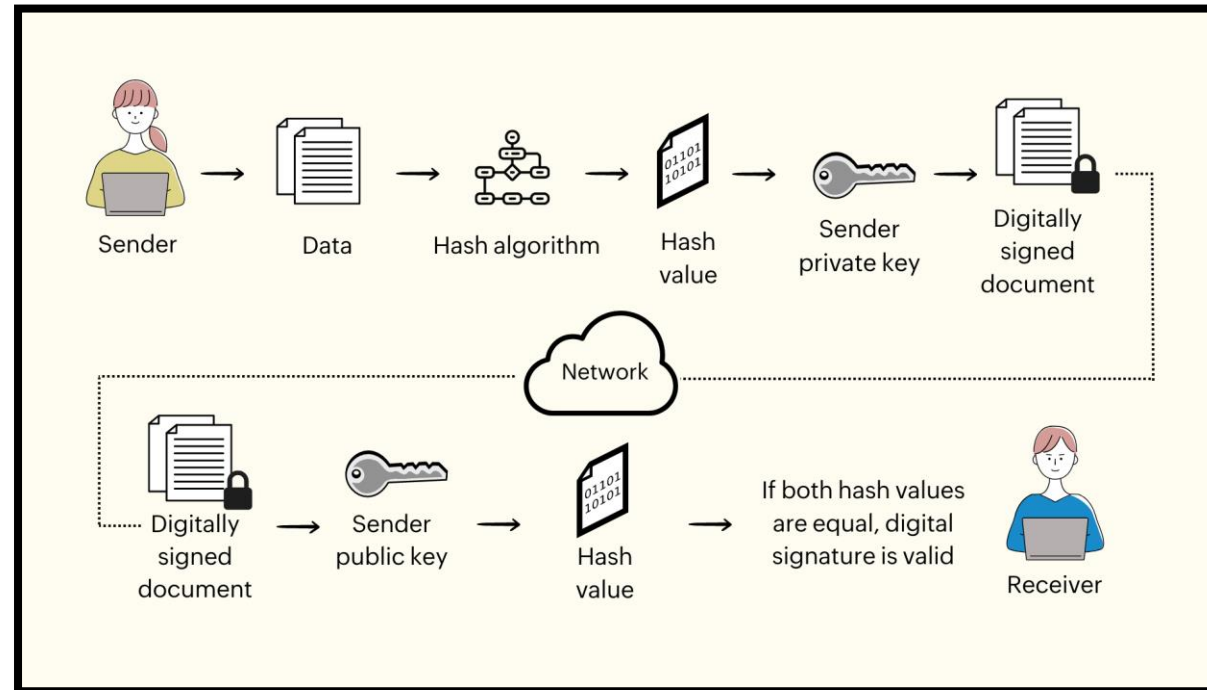 Sender
Data
Hash algorithm
01101
10101
Hash
value
Sender
private key
Digitally
signed
document
Network
Digitally
signed
document
Sender
public key
01101
10101
Hash
value
If both hash values
are equal, digital
signature is valid
Receiver